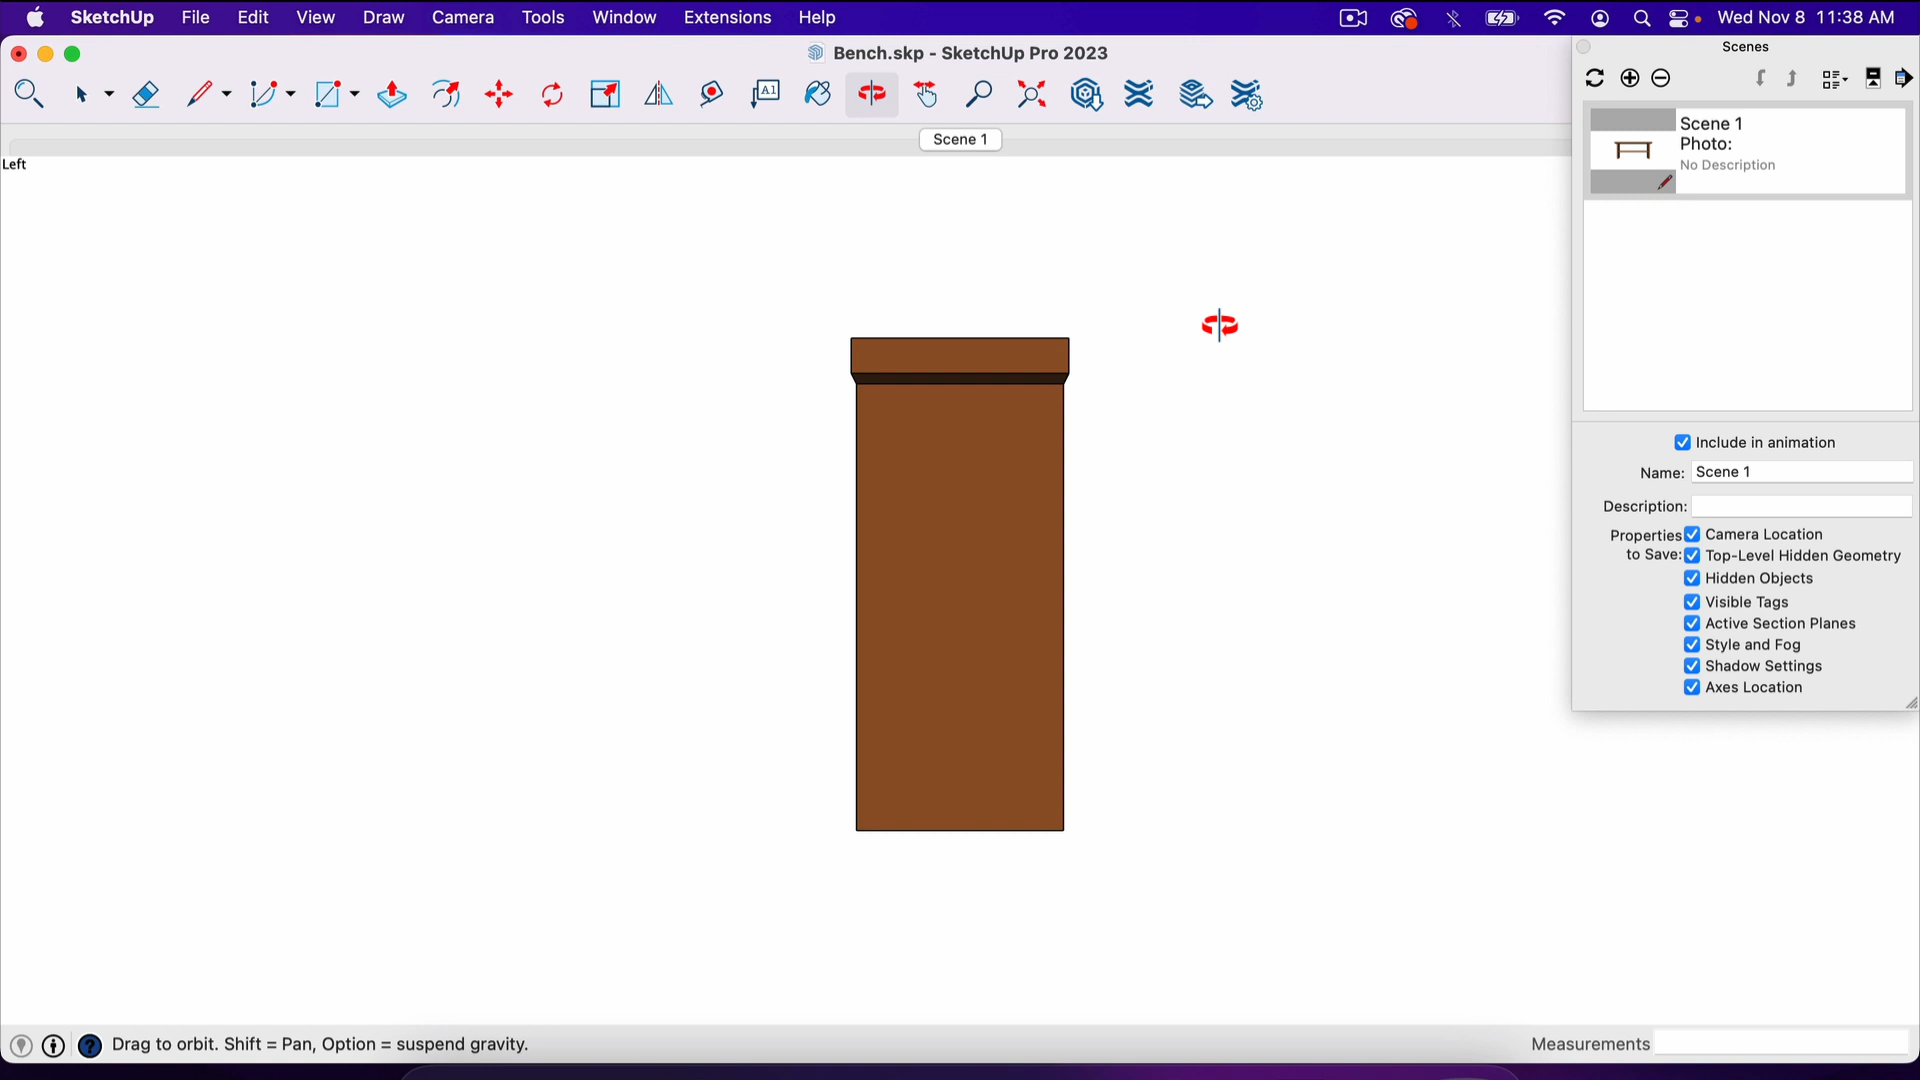 SketchUp File Edit View Draw Camera Tools Window Extensions Help Wed Nov 8 11:38 AM
Bench.skp - SketchUp Pro 2023
Scenes
A1
Scene 1
Left
Scene 1
Photo:
No Description
Include in animation
Name: Scene 1
Description:
Properties to Save:
Camera Location
Top-Level Hidden Geometry
Hidden Objects
Visible Tags
Active Section Planes
Style and Fog
Shadow Settings
Axes Location
Drag to orbit. Shift = Pan, Option = suspend gravity.
Measurements